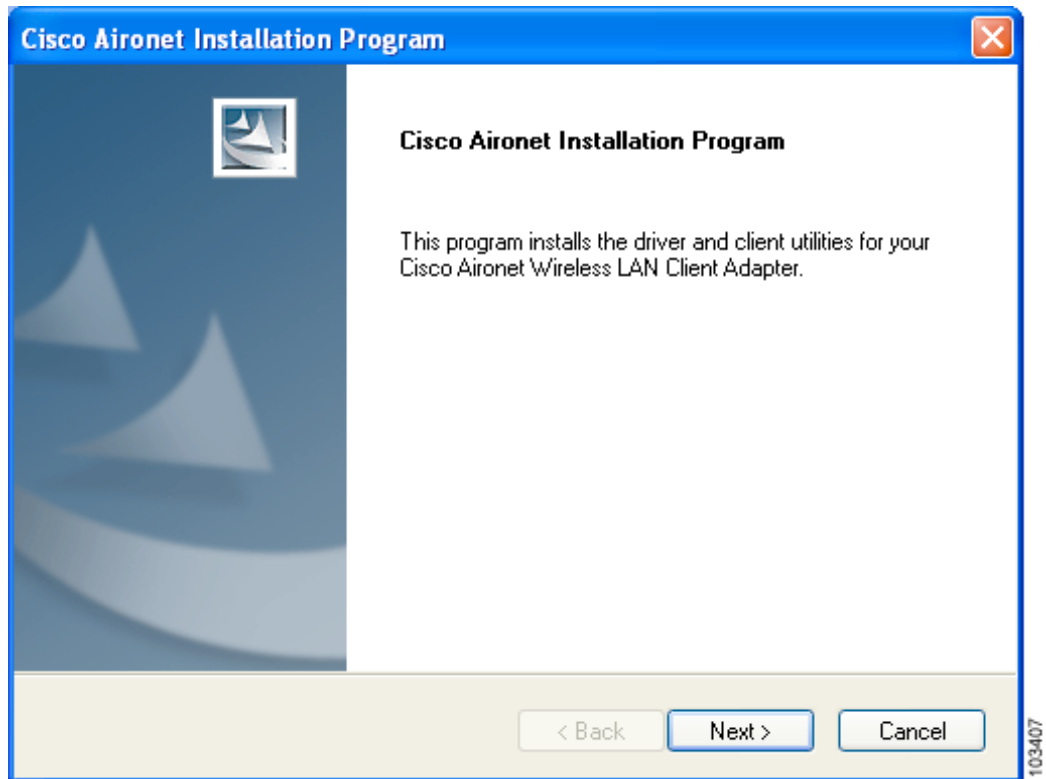 Cisco Aironet Installation Program
Cisco Aironet Installation Program
This program installs the driver and client utilities for your
Cisco Aironet Wireless LAN Client Adapter.
< Back
Next >
Cancel
103407